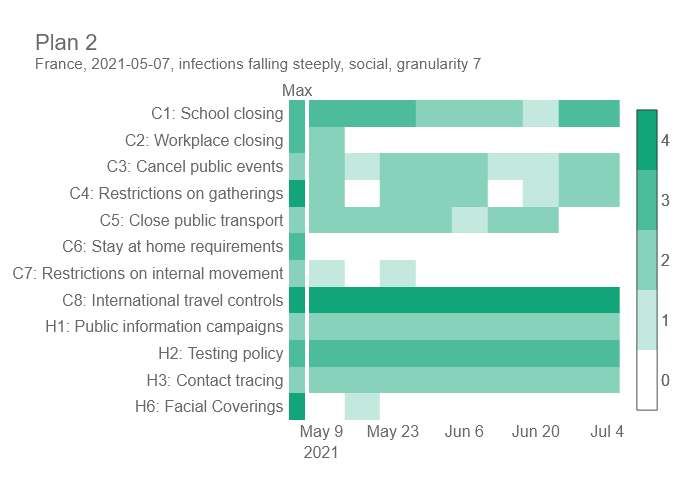 Plan 2
France, 2021-05-07, infections falling steeply, social, granularity 7
Max
C1: School closing
C2: Workplace closing
C3: Cancel public events
C4: Restrictions on gatherings
C5: Close public transport
C6: Stay at home requirements
C7: Restrictions on internal movement
C8: International travel controls
H1: Public information campaigns
H2: Testing policy
H3: Contact tracing
H6: Facial Coverings
May 9 May 23 Jun 6 Jun 20 Jul 4
2021
4
3
2
1
0